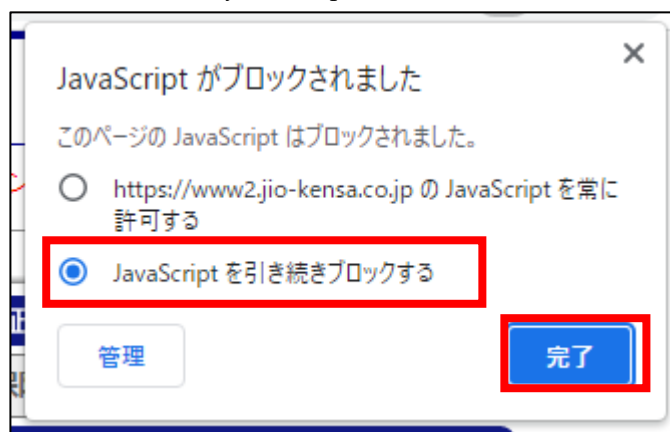 JavaScript がブロックされました
このページの JavaScript はブロックされました。
https://www2.jio-kensa.co.jp の JavaScript を常に
許可する
JavaScript を引き続きブロックする
管理
完了